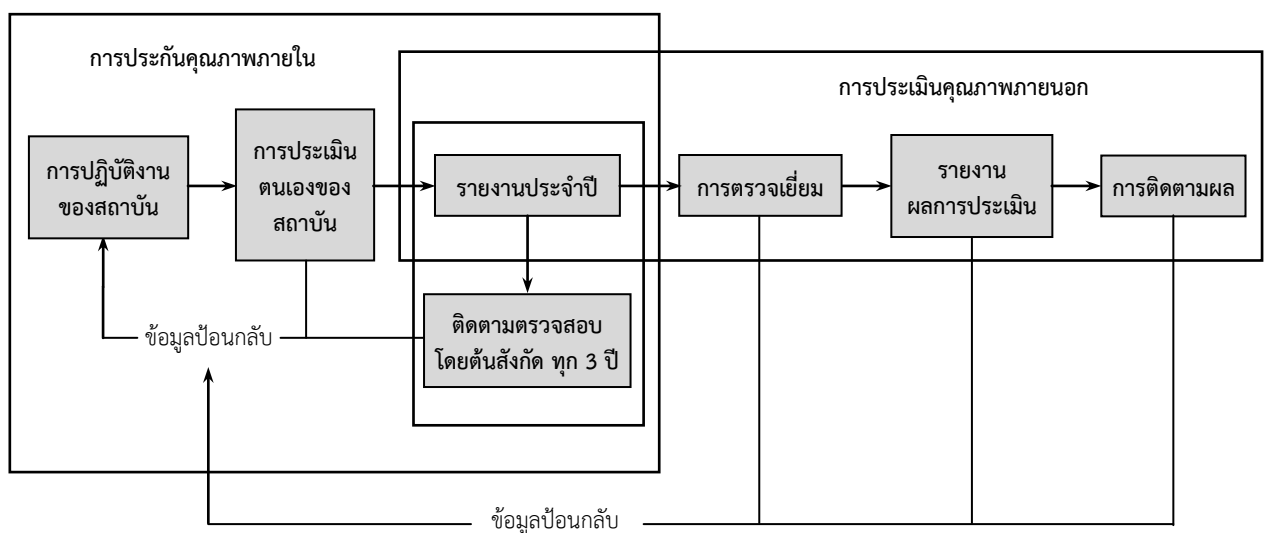 การประกันคุณภาพภายใน
การประเมินคุณภาพภายนอก
การปฏิบัติงาน
ของสถาบัน
การประเมิน
ตนเองของ
สถาบัน
รายงานประจำปี
การตรวจเยี่ยม
รายงาน
ผลการประเมิน
การติดตามผล
ติดตามตรวจสอบ
โดยต้นสังกัด ทุก 3 ปี
ข้อมูลป้อนกลับ
ข้อมูลป้อนกลับ